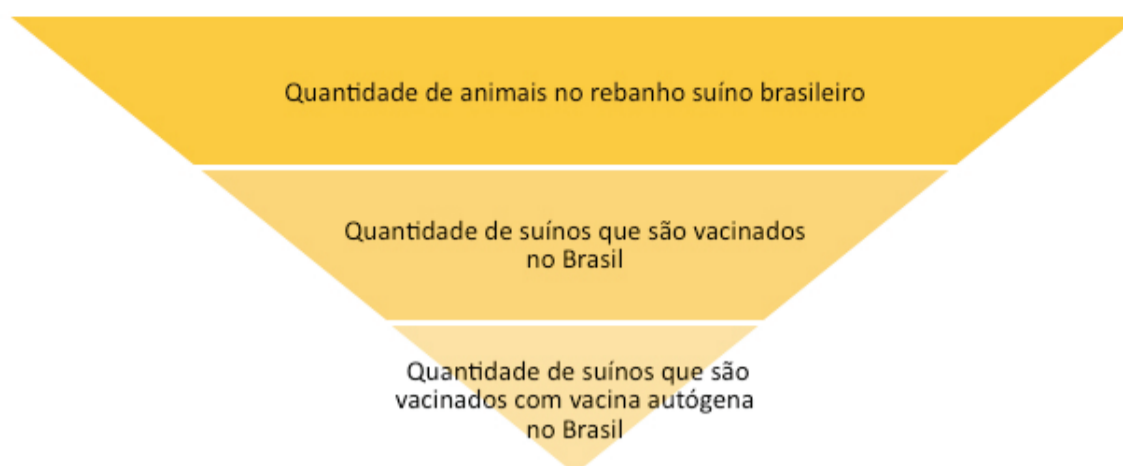 Quantidade de animais no rebanho suíno brasileiro
Quantidade de suínos que são vacinados
no Brasil
Quantidade de suínos que são
vacinados com vacina autógena
no Brasil